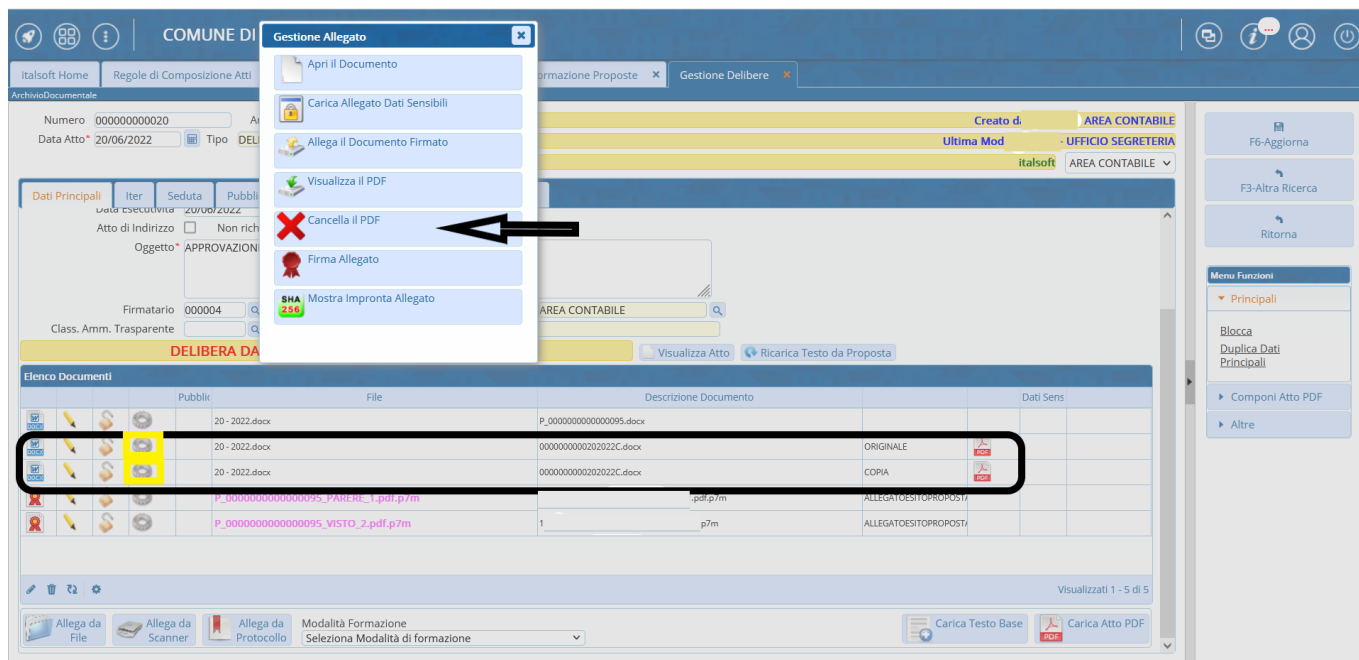 COMUNE DI
Gestione Allegato
...
italsoft Home
Regole di Composizione Atti
ormazione Proposte
Gestione Delibere
ArchivioDocumentale
Apri il Documento
Carica Allegato Dati Sensibili
Allega il Documento Firmato
Visualizza il PDF
Cancella il PDF
Firma Allegato
SHA
256
Mostra Impronta Allegato
Numero 000000000020
Creato da AREA CONTABILE
Data Atto* 20/06/2022 Tipo DELI
Ultima Mod - UFFICIO SEGRETERIA
italsoft AREA CONTABILE
Dati Principali Iter Seduta Pubbli
Data Esecutività 20/06/2022
Atto di Indirizzo Non rich
Oggetto* APPROVAZION
Firmatario 000004 AREA CONTABILE
Class. Amm. Trasparente
DELIBERA DA
Visualizza Atto Ricarica Testo da Proposta
Elenco Documenti
Pubblic File Descrizione Documento Dati Sens
DOCX 20 - 2022.docx P_0000000000000095.docx
DOCX 20 - 2022.docx 0000000000202022C.docx ORIGINALE PDF
DOCX 20 - 2022.docx 0000000000202022C.docx COPIA PDF
P_0000000000000095_PARERE_1.pdf.p7m .pdf.p7m ALLEGATOESITOPROPOSTA
P_0000000000000095_VISTO_2.pdf.p7m 1 p7m ALLEGATOESITOPROPOSTA
Visualizzati 1 - 5 di 5
Allega da File
Allega da Scanner
Allega da Protocollo
Modalità Formazione
Seleziona Modalità di formazione
Carica Testo Base
PDF Carica Atto PDF
F6-Aggiorna
F3-Altra Ricerca
Ritorna
Menu Funzioni
Principali
Blocca
Duplica Dati
Principali
Componi Atto PDF
Altre